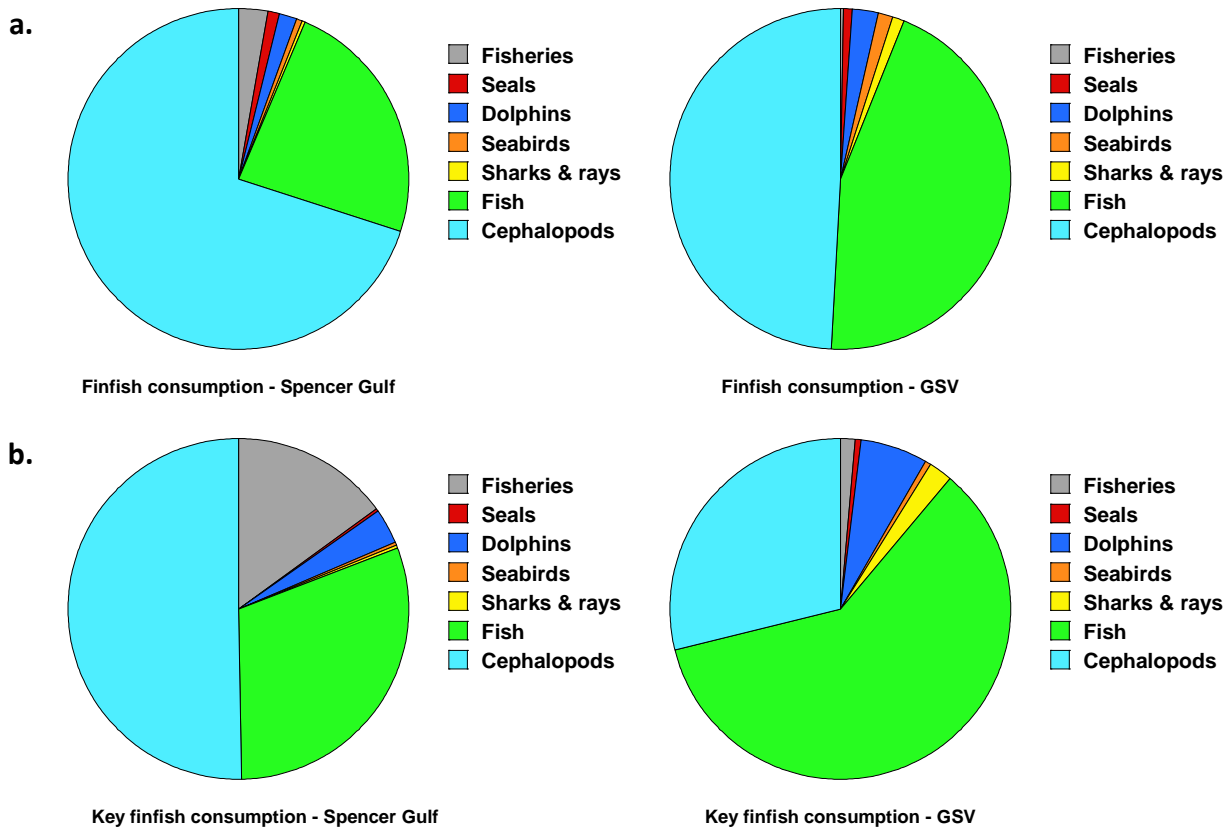 a.
Fisheries
Seals
Dolphins
Seabirds
Sharks & rays
Fish
Cephalopods
Finfish consumption - Spencer Gulf
Fisheries
Seals
Dolphins
Seabirds
Sharks & rays
Fish
Cephalopods
Finfish consumption - GSV
b.
Fisheries
Seals
Dolphins
Seabirds
Sharks & rays
Fish
Cephalopods
Key finfish consumption - Spencer Gulf
Fisheries
Seals
Dolphins
Seabirds
Sharks & rays
Fish
Cephalopods
Key finfish consumption - GSV